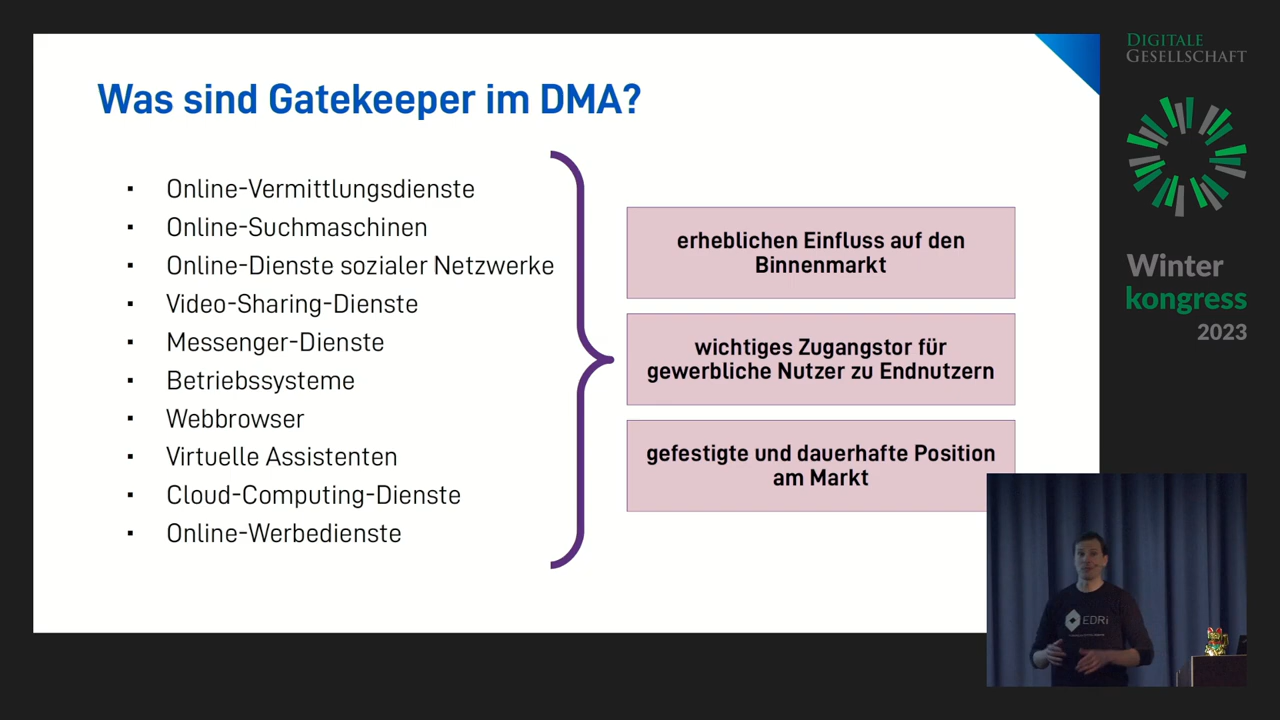 Was sind Gatekeeper im DMA?
▪ Online-Vermittlungsdienste
▪ Online-Suchmaschinen
▪ Online-Dienste sozialer Netzwerke
▪ Video-Sharing-Dienste
▪ Messenger-Dienste
▪ Betriebssysteme
▪ Webbrowser
▪ Virtuelle Assistenten
▪ Cloud-Computing-Dienste
▪ Online-Werbedienste
erheblichen Einfluss auf den
Binnenmarkt
wichtiges Zugangstor für
gewerbliche Nutzer zu Endnutzern
gefestigte und dauerhafte Position
am Markt
DIGITALE
GESELLSCHAFT
Winter
kongress
2023
EDRi